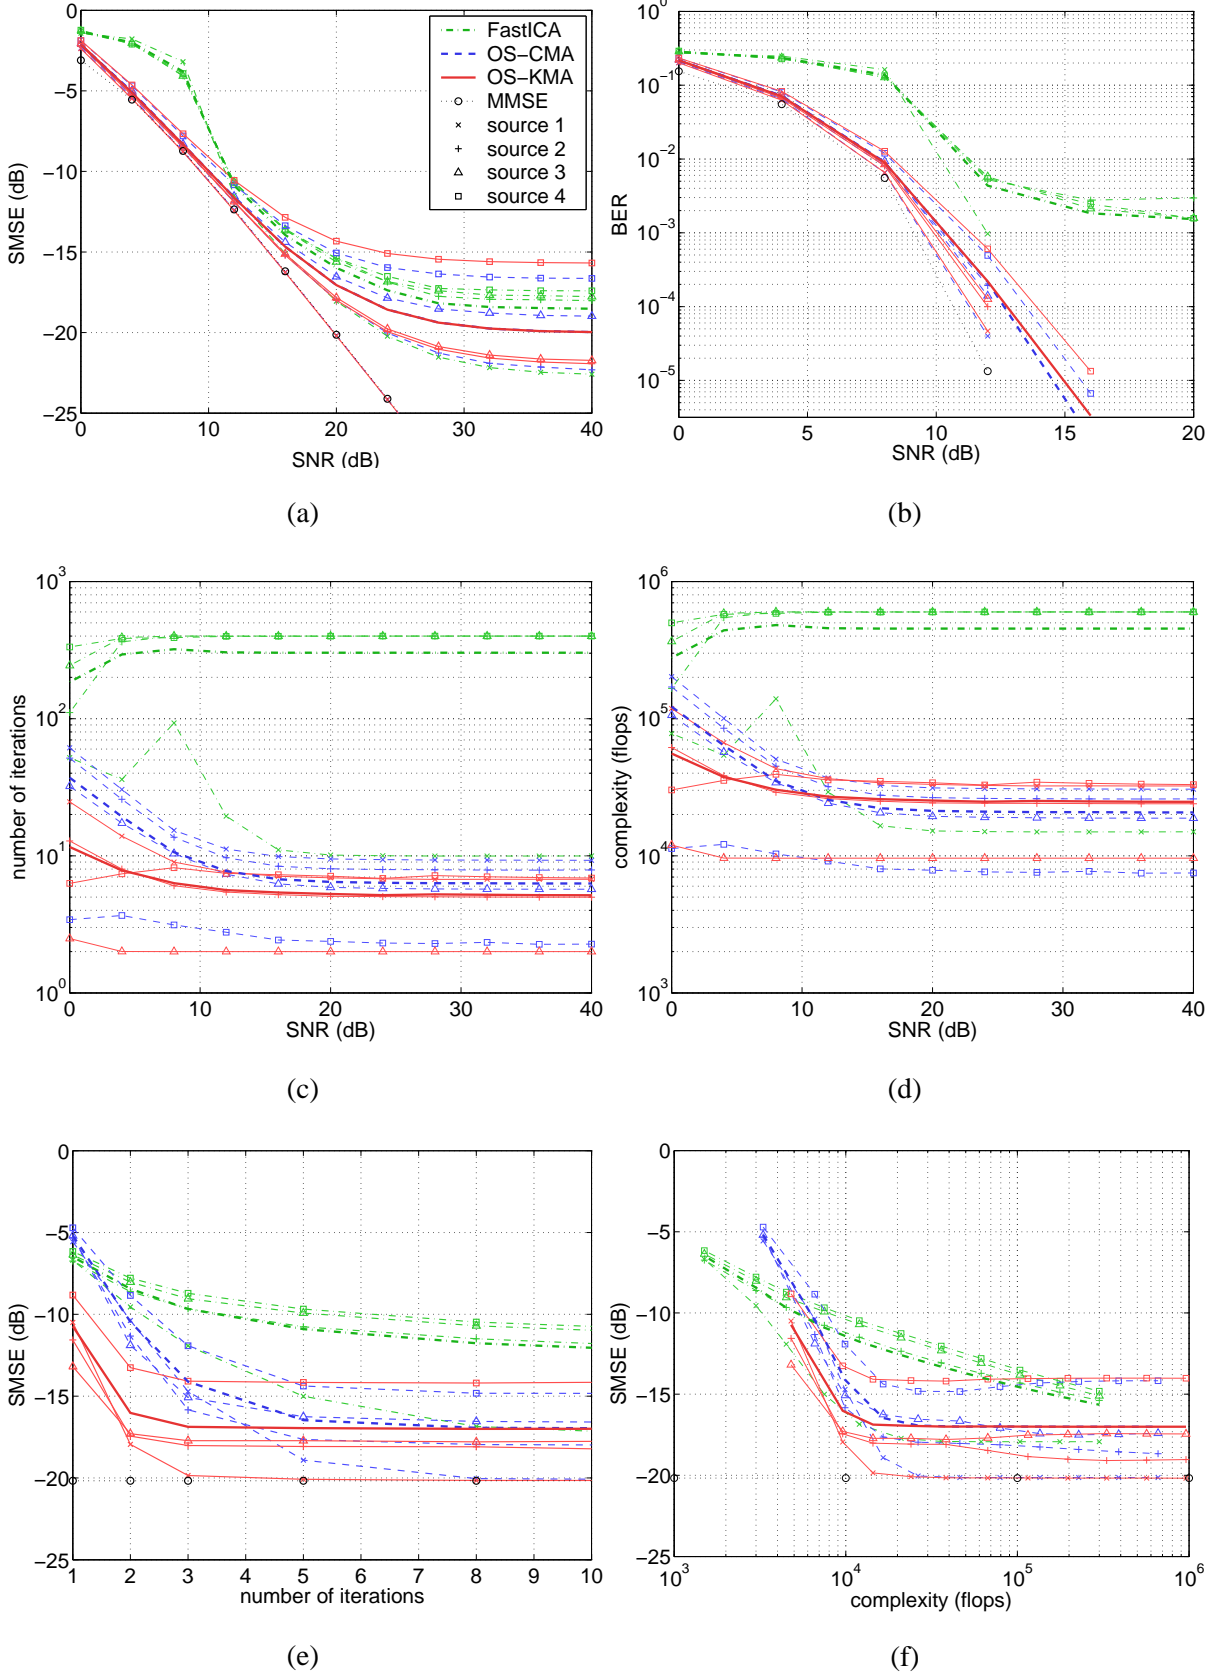 0
−5
−10
−15
−20
−25
SMSE (dB)
0
10
20
30
40
SNR (dB)
FastICA
OS−CMA
OS−KMA
MMSE
source 1
source 2
source 3
source 4
(a)
10^0
10^−1
10^−2
10^−3
10^−4
10^−5
BER
0
5
10
15
20
SNR (dB)
(b)
10^3
10^2
10^1
10^0
number of iterations
0
10
20
30
40
SNR (dB)
(c)
10^6
10^5
10^4
10^3
complexity (flops)
0
10
20
30
40
SNR (dB)
(d)
0
−5
−10
−15
−20
−25
SMSE (dB)
1
2
3
4
5
6
7
8
9
10
number of iterations
(e)
0
−5
−10
−15
−20
−25
SMSE (dB)
10^3
10^4
10^5
10^6
complexity (flops)
(f)